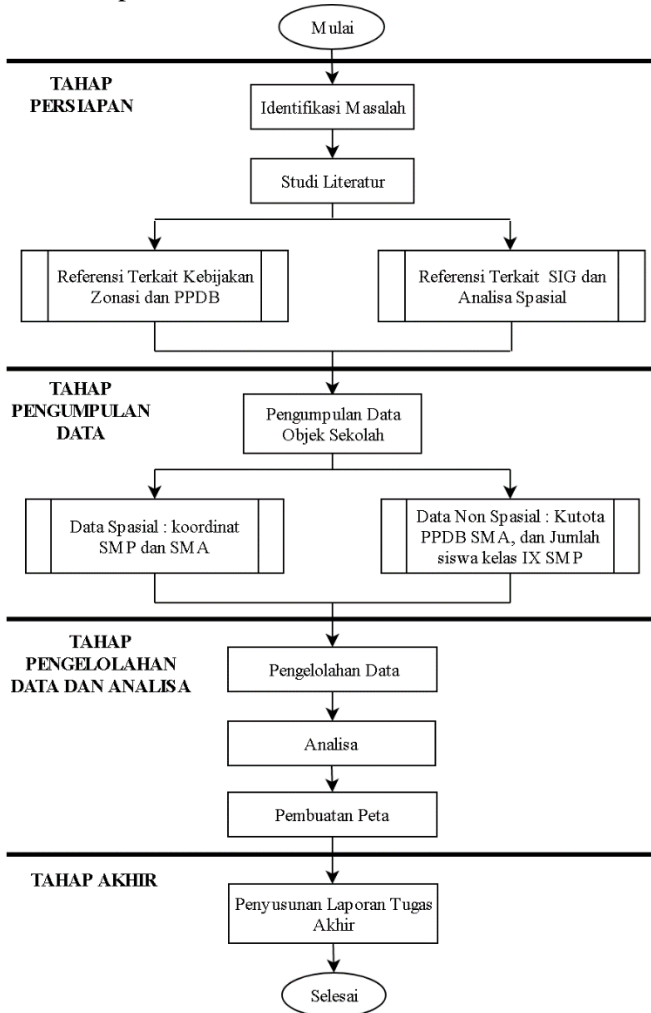 Mulai
TAHAP
PERSIAPAN
Identifikasi Masalah
Studi Literatur
Referensi Terkait Kebijakan
Zonasi dan PPDB
Referensi Terkait SIG dan
Analisa Spasial
TAHAP
PENGUMPULAN
DATA
Pengumpulan Data
Objek Sekolah
Data Spasial : koordinat
SMP dan SMA
Data Non Spasial : Kutota
PPDB SMA, dan Jumlah
siswa kelas IX SMP
TAHAP
PENGELOLAHAN
DATA DAN ANALISA
Pengelolahan Data
Analisa
Pembuatan Peta
TAHAP AKHIR
Penyusunan Laporan Tugas
Akhir
Selesai